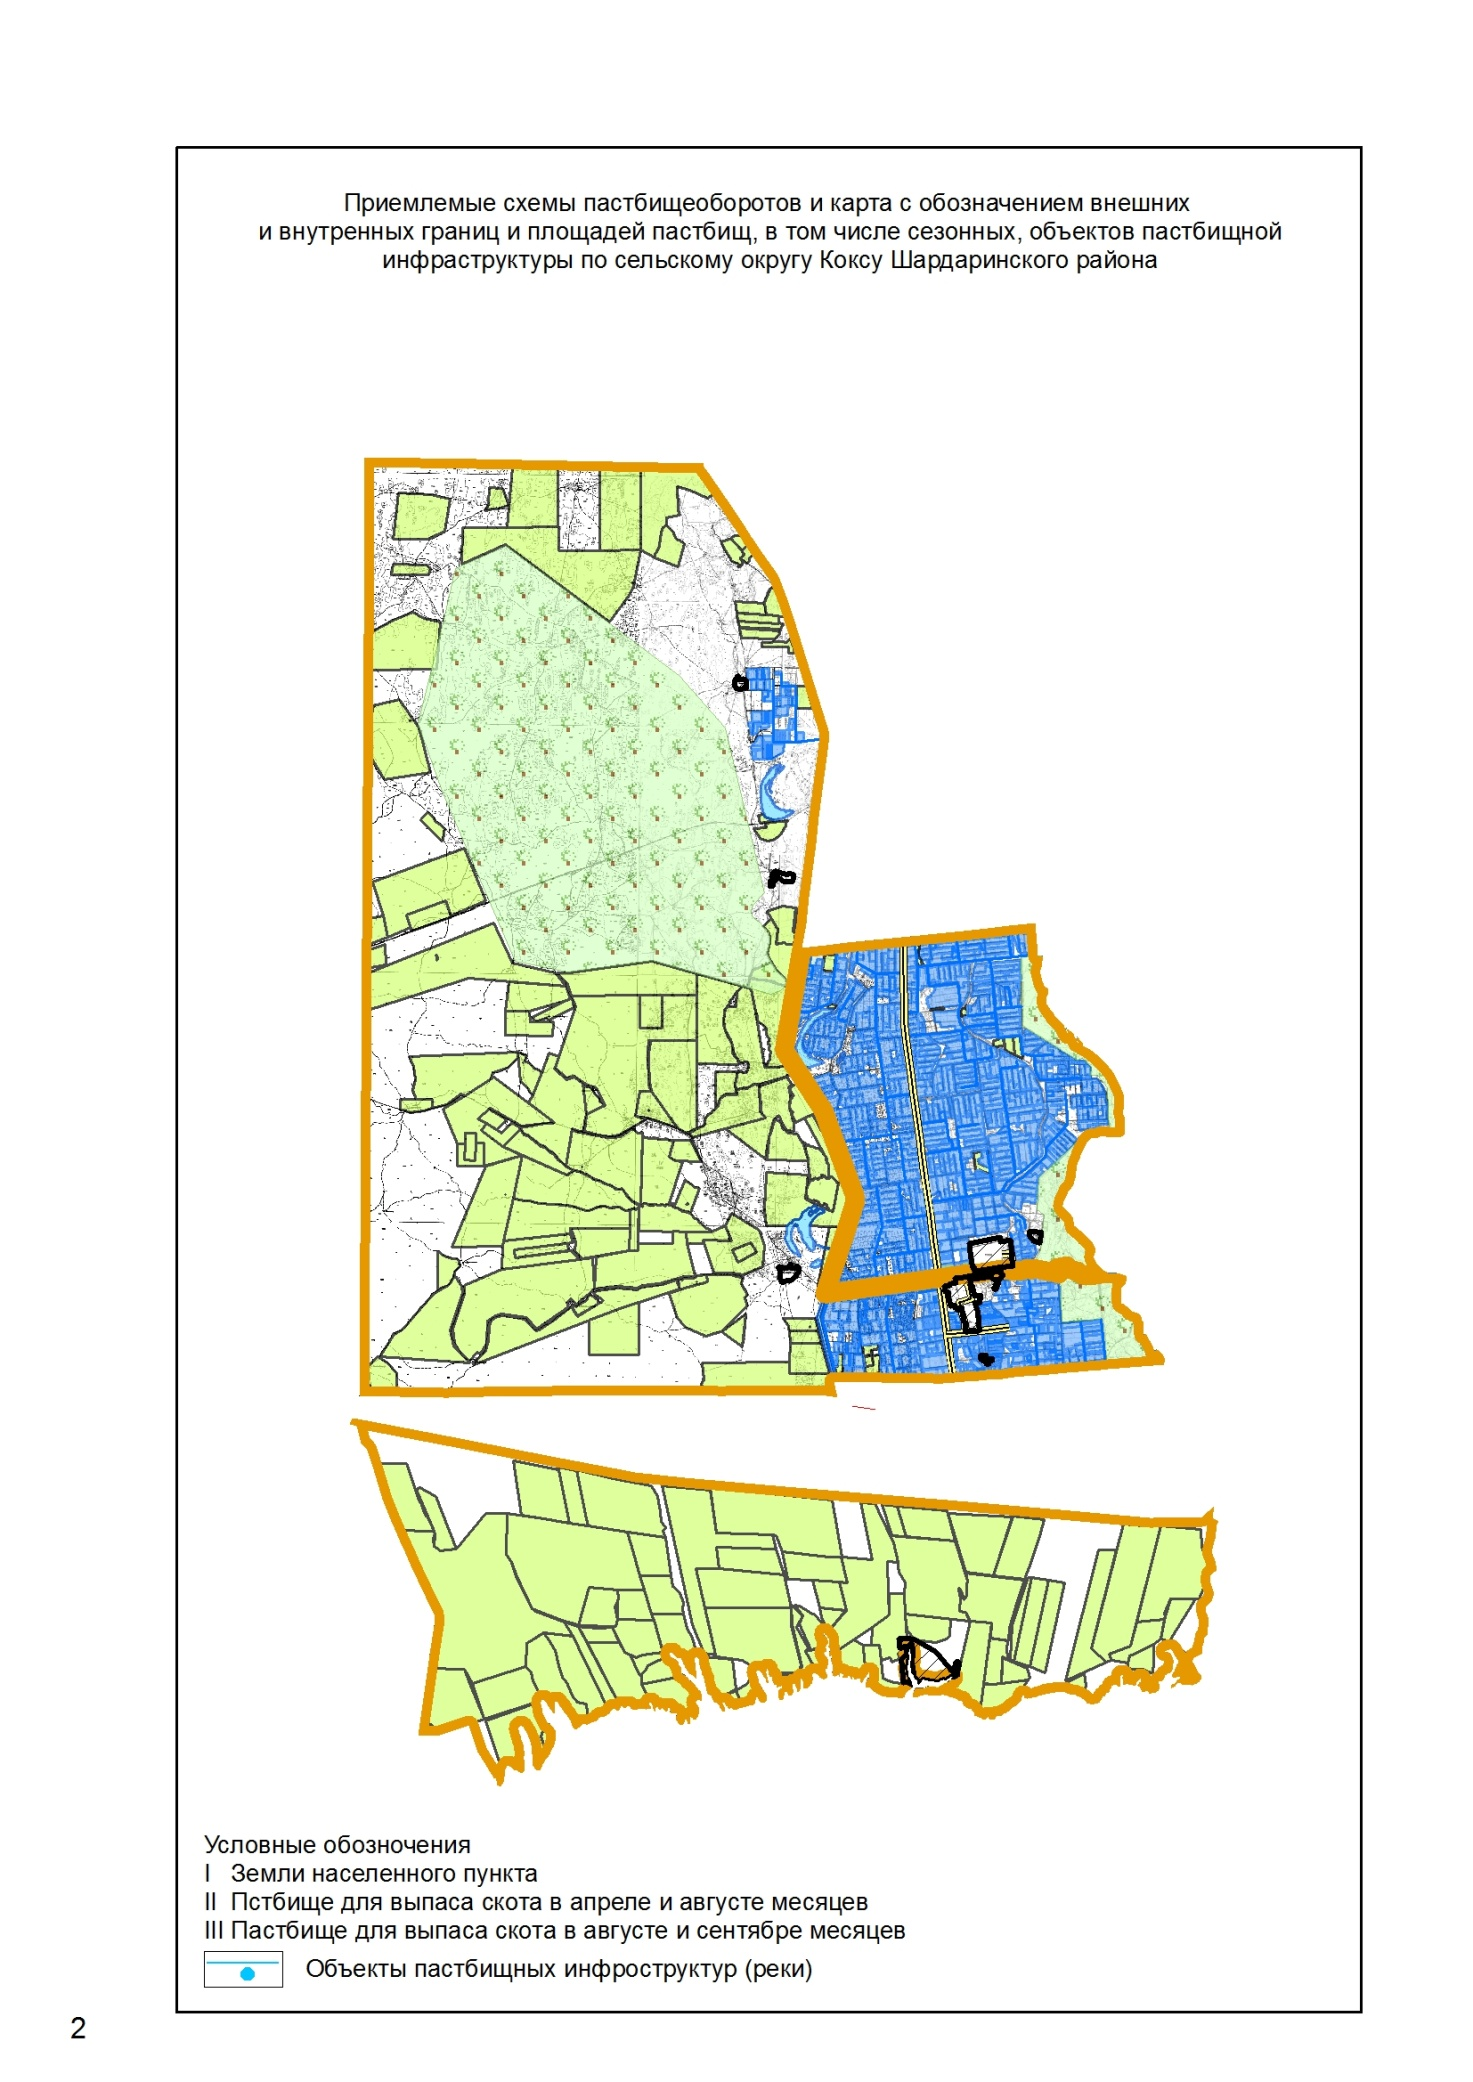 Приемлемые схемы пастбищеоборотов и карта с обозначением внешних
и внутренных границ и площадей пастбищ, в том числе сезонных, объектов пастбищной
инфраструктуры по сельскому округу Коксу Шардаринского района
Условные обозночения
I Земли населенного пункта
II Пстбище для выпаса скота в апреле и августе месяцев
III Пастбище для выпаса скота в августе и сентябре месяцев
Объекты пастбищных инфроструктур (реки)
2